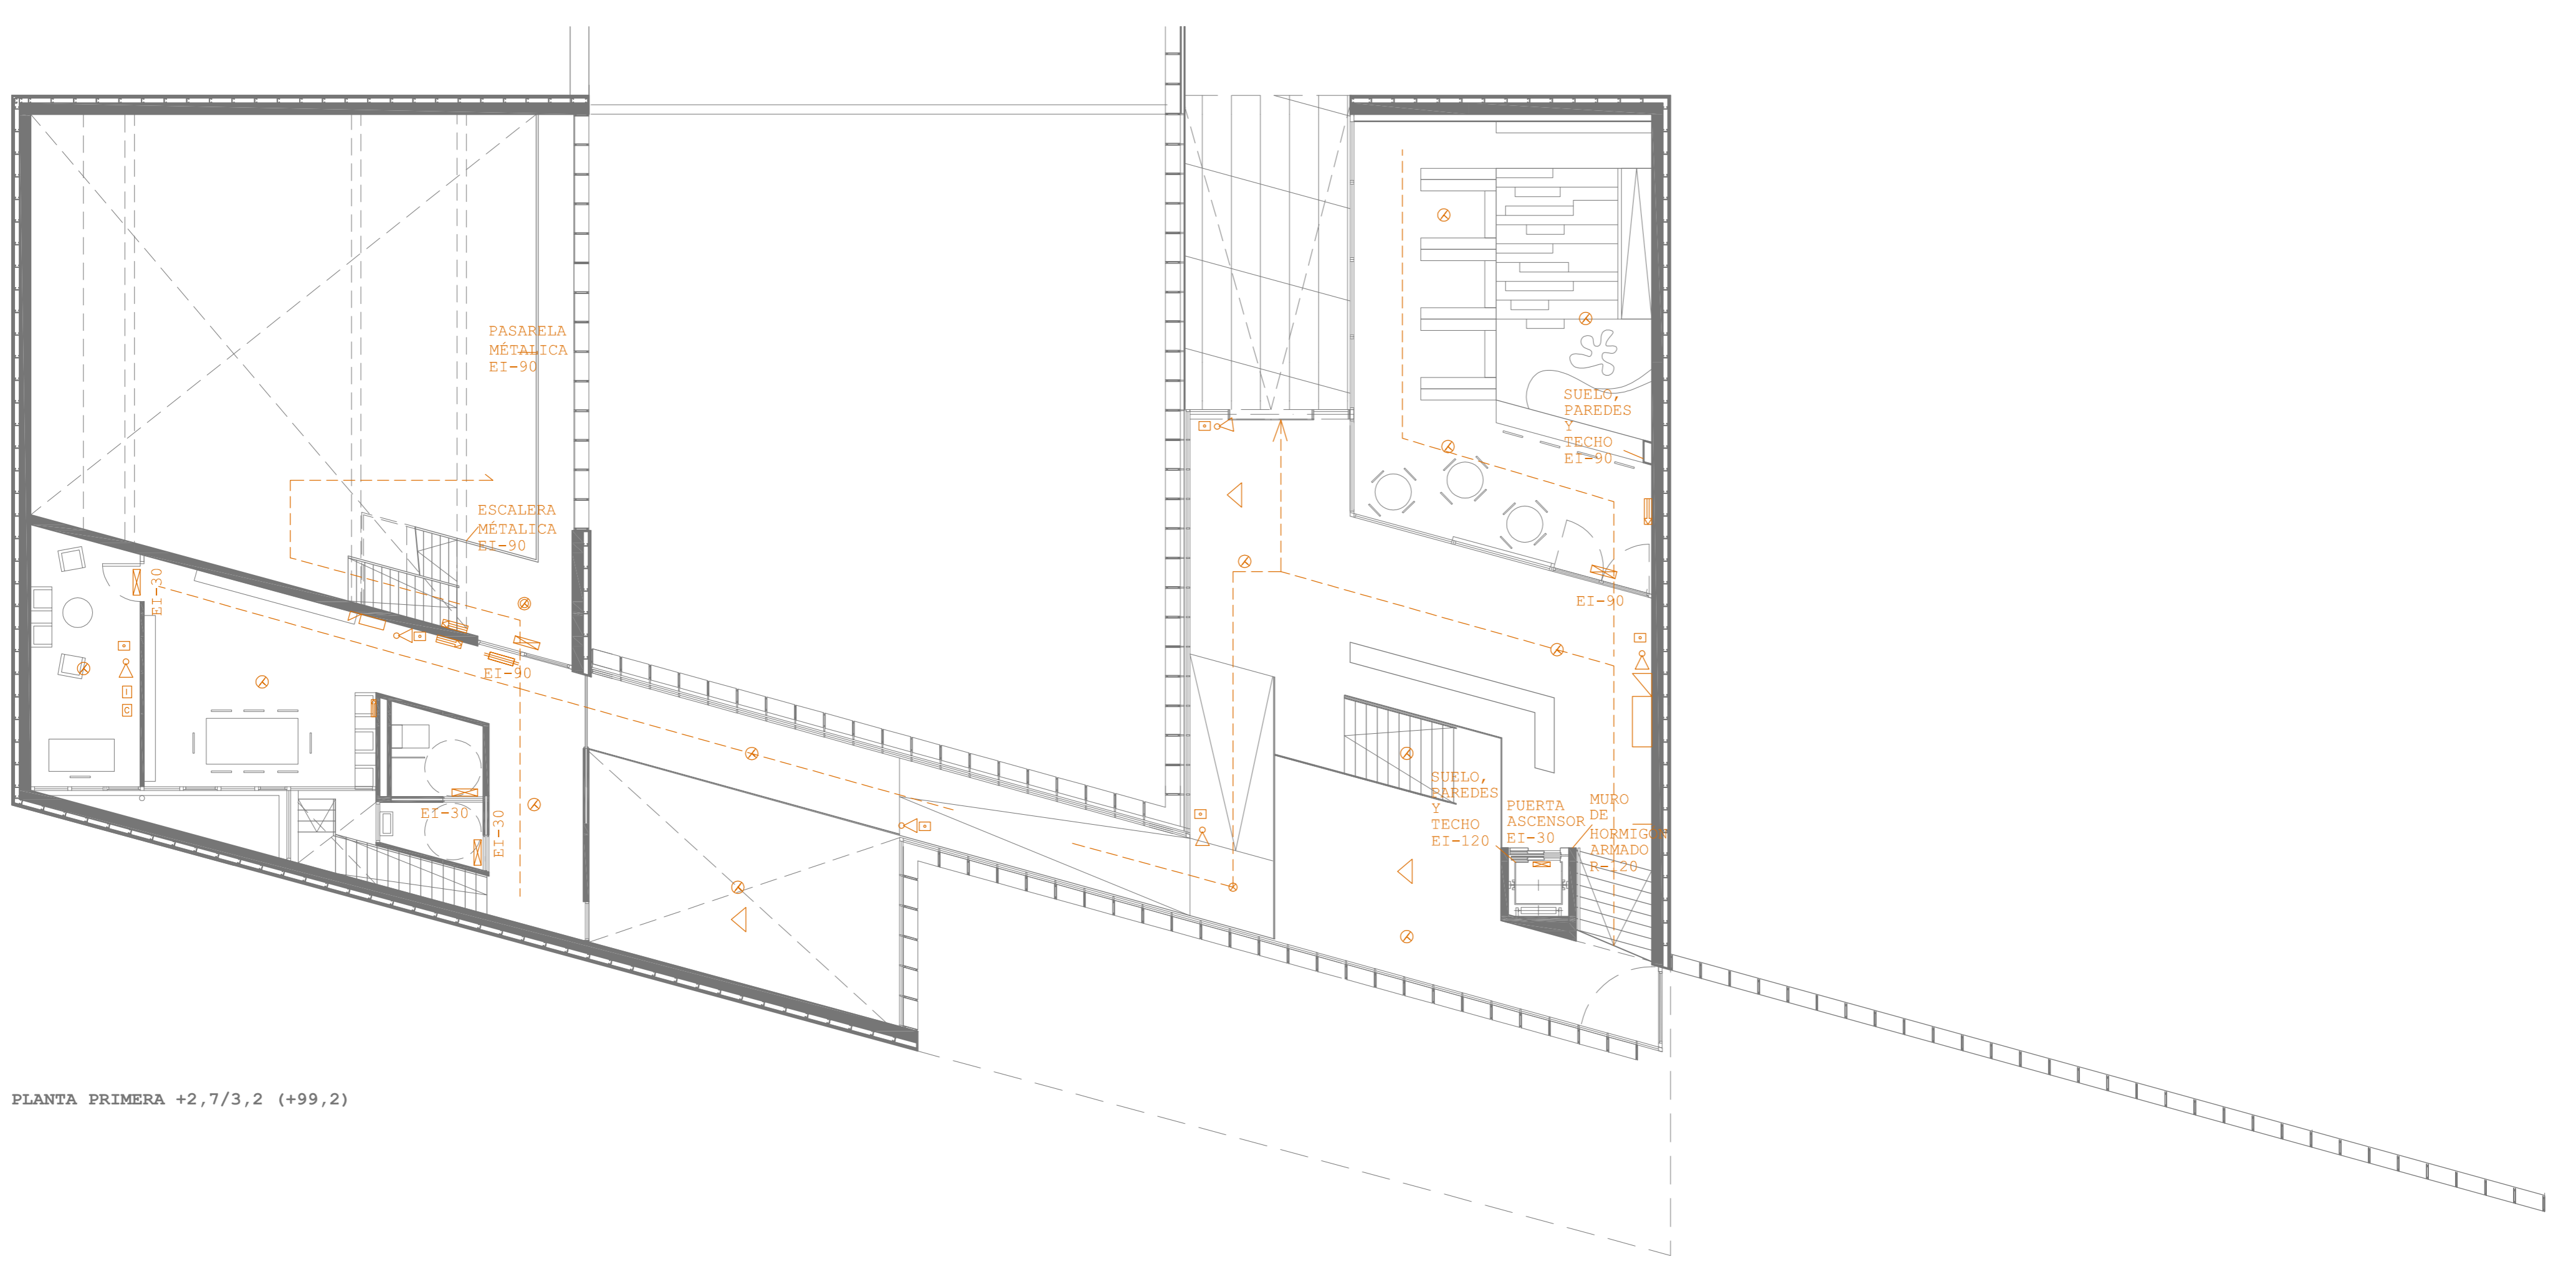 PASARELA
MÉTALICA
EI-90
SUELO,
PAREDES
Y
TECHO
EI-90
ESCALERA
MÉTALICA
EI-90
EI-30
EI-90
EI-90
I
C
EI-30
EI-30
SUELO,
PAREDES
Y
TECHO
EI-120
PUERTA
ASCENSOR
EI-30
MURO
DE
HORMIGON
ARMADO
R-120
PLANTA PRIMERA +2,7/3,2 (+99,2)